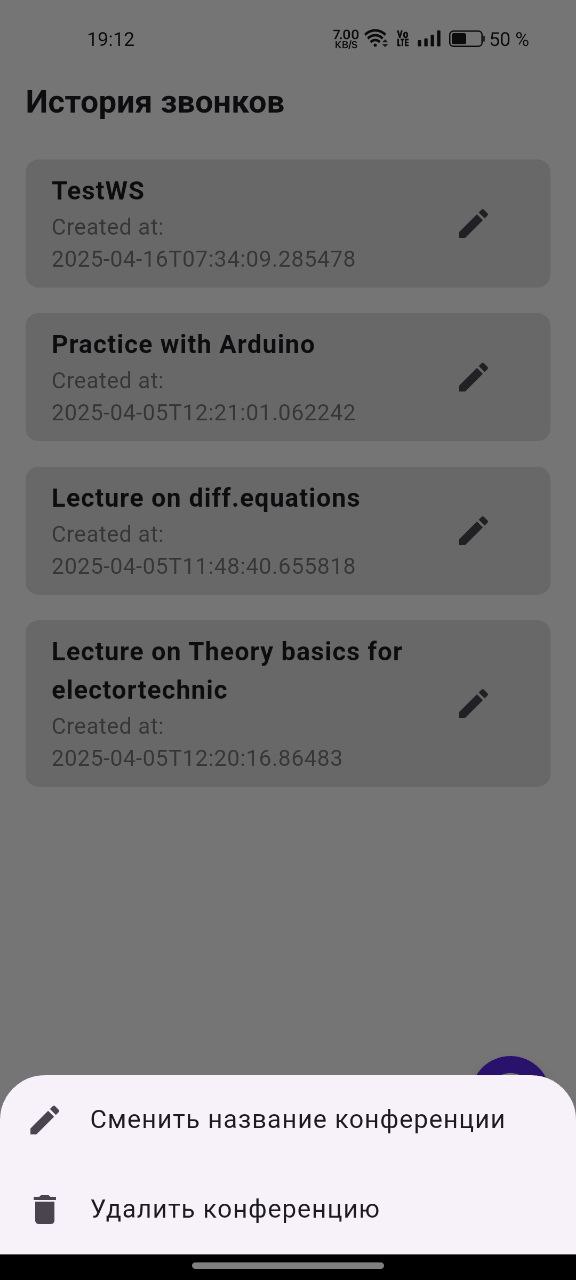 19:12 7.00 KB/S Vo LTE 50 %
История звонков
TestWS
Created at:
2025-04-16T07:34:09.285478
Practice with Arduino
Created at:
2025-04-05T12:21:01.062242
Lecture on diff.equations
Created at:
2025-04-05T11:48:40.655818
Lecture on Theory basics for
electortechnic
Created at:
2025-04-05T12:20:16.86483
Сменить название конференции
Удалить конференцию